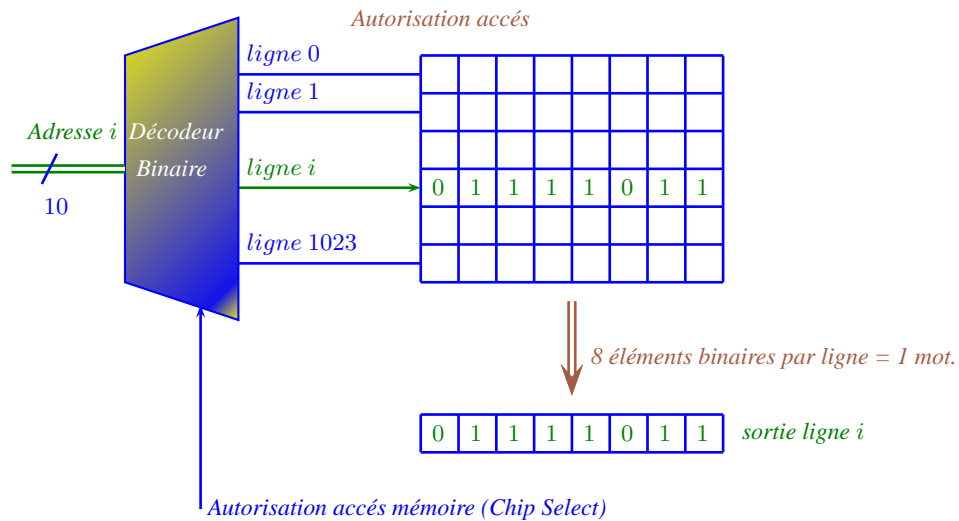 Autorisation accés
ligne 0
ligne 1
Adresse i
Décodeur
Binaire
ligne i
0 1 1 1 1 0 1 1
10
ligne 1023
8 éléments binaires par ligne = 1 mot.
0 1 1 1 1 0 1 1
sortie ligne i
Autorisation accés mémoire (Chip Select)